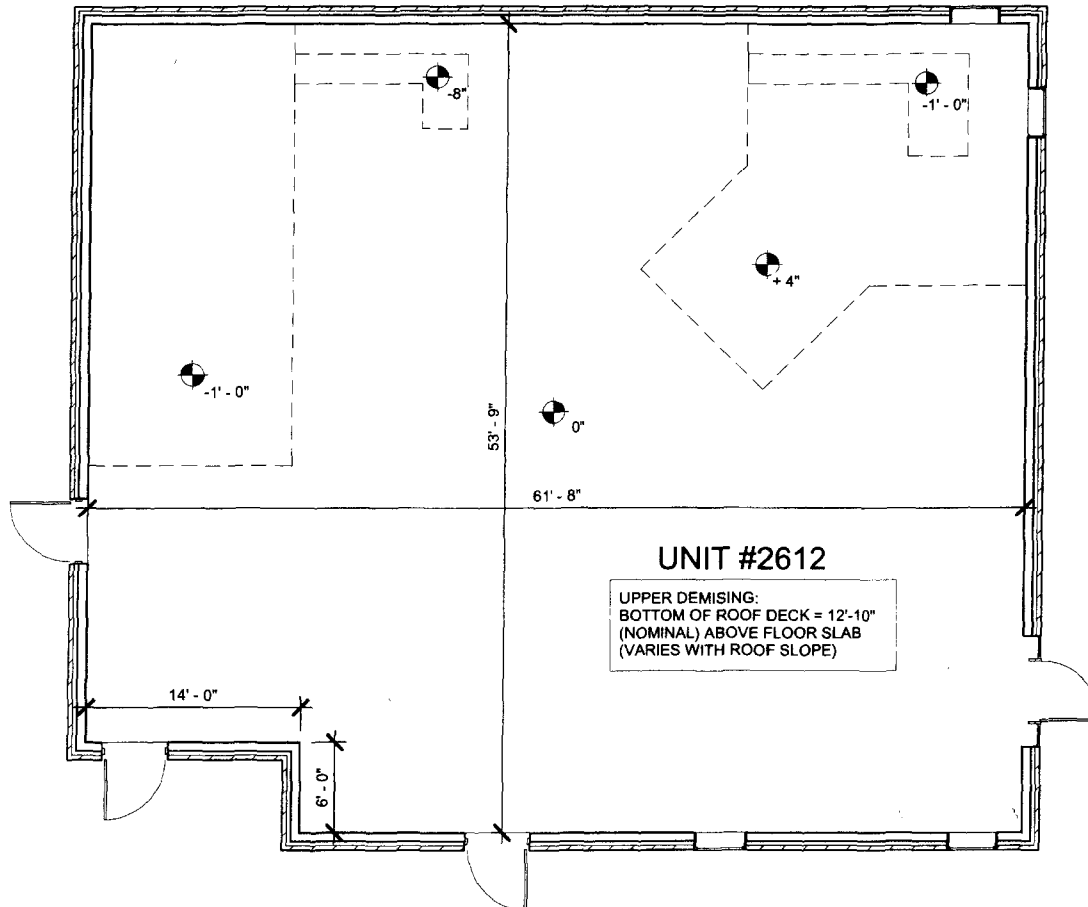 -8"
-1' - 0"
+ 4"
-1' - 0"
0"
53' - 9"
61' - 8"
UNIT #2612
UPPER DEMISING:
BOTTOM OF ROOF DECK = 12'-10"
(NOMINAL) ABOVE FLOOR SLAB
(VARIES WITH ROOF SLOPE)
14' - 0"
6' - 0"